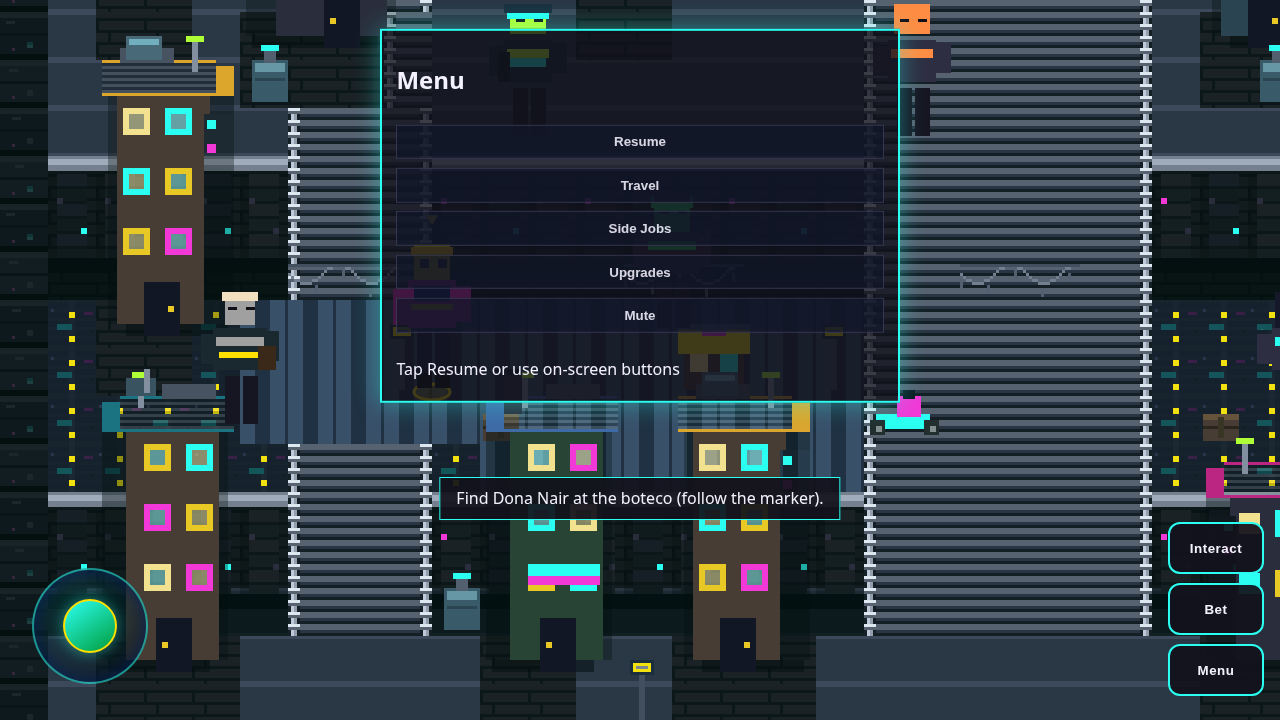 Menu
Resume
Travel
Side Jobs
Upgrades
Mute
Tap Resume or use on-screen buttons
Find Dona Nair at the boteco (follow the marker).
Interact
Bet
Menu